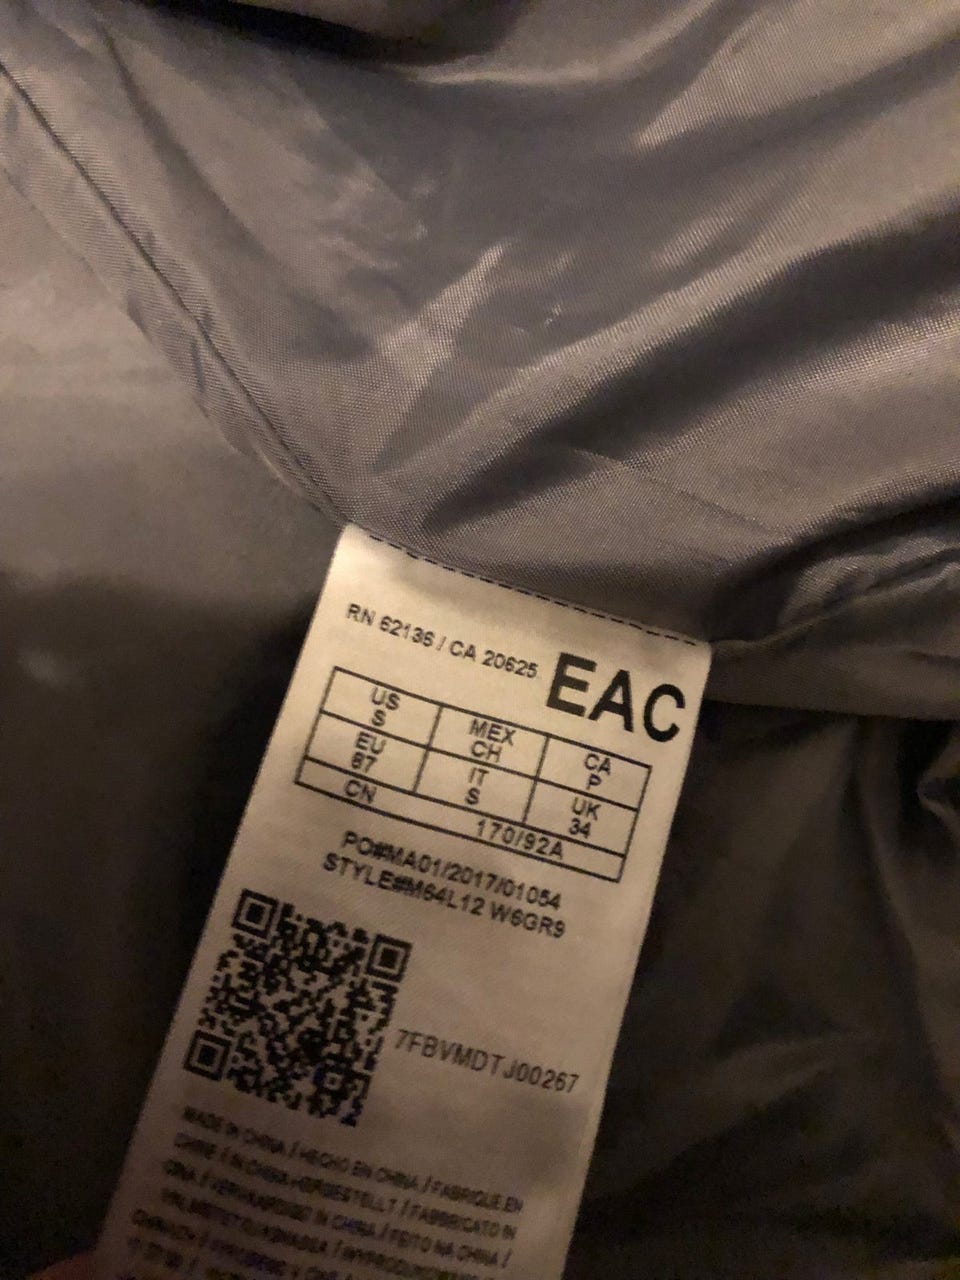 RN 62136 / CA 20625
EAC
US MEX CA
S CH P
EU IT UK
87 S 34
CN 170/92A
PO#MA01/2017/01054
STYLE#M64L12 W6GR9
7FBVMDTJ00267
MADE IN CHINA / HECHO EN CHINA / FABRIQUE EN
CHINE / IN CHINA HERGESTELLT / FABBRICATO IN
CINA / VERVAARDIGD IN CHINA / FEITO NA CHINA /